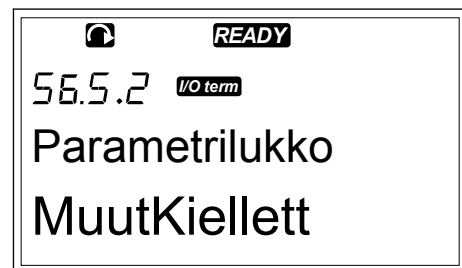 READY
S6.5.2 I/O term
Parametrilukko
MuutKiellett